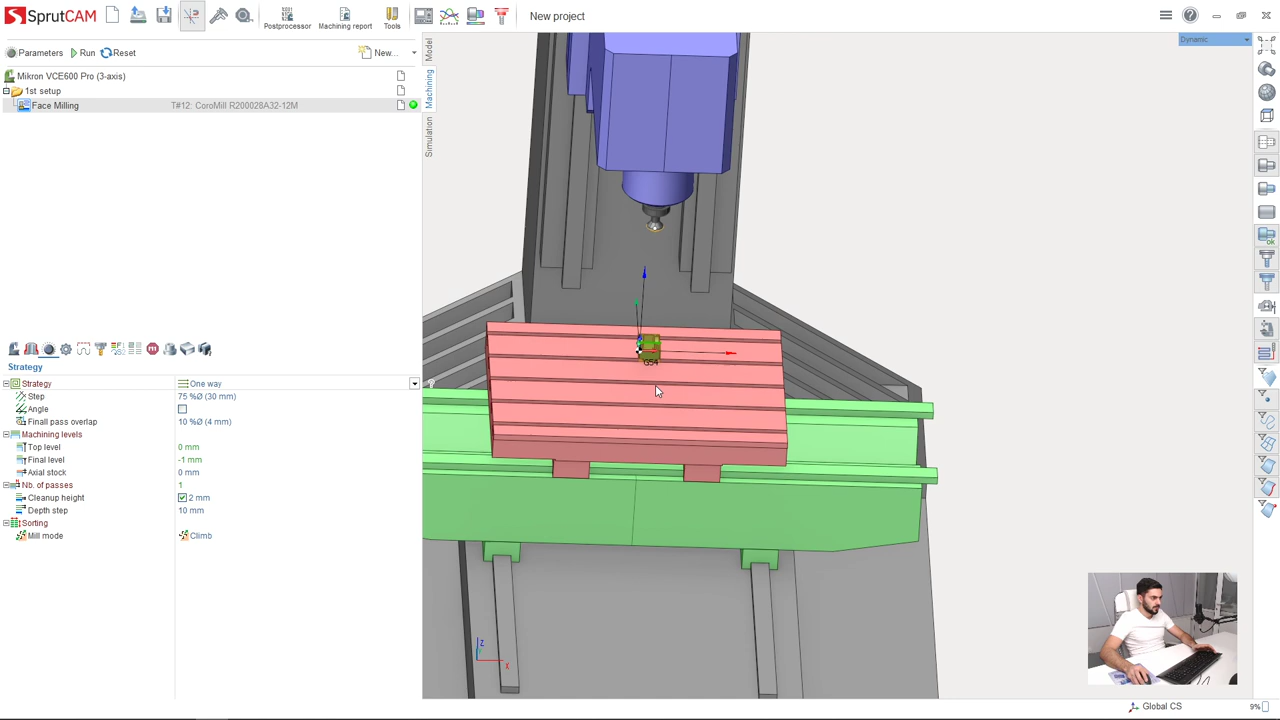 SprutCAM
Postprocessor
Machining report
Tools
New project
Parameters
Run
Reset
New...
Dynamic
Mikron VCE600 Pro (3-axis)
1st setup
Face Milling
T#12: CoroMill R200028A32-12M
Model
Machining
Simulation
G54
Strategy
Strategy
One way
Step
75 %Ø (30 mm)
Angle
Finall pass overlap
10 %Ø (4 mm)
Machining levels
Top level
0 mm
Final level
-1 mm
Axial stock
0 mm
Nb. of passes
1
Cleanup height
2 mm
Depth step
10 mm
Sorting
Mill mode
Climb
Z
X
ok
Global CS
9%